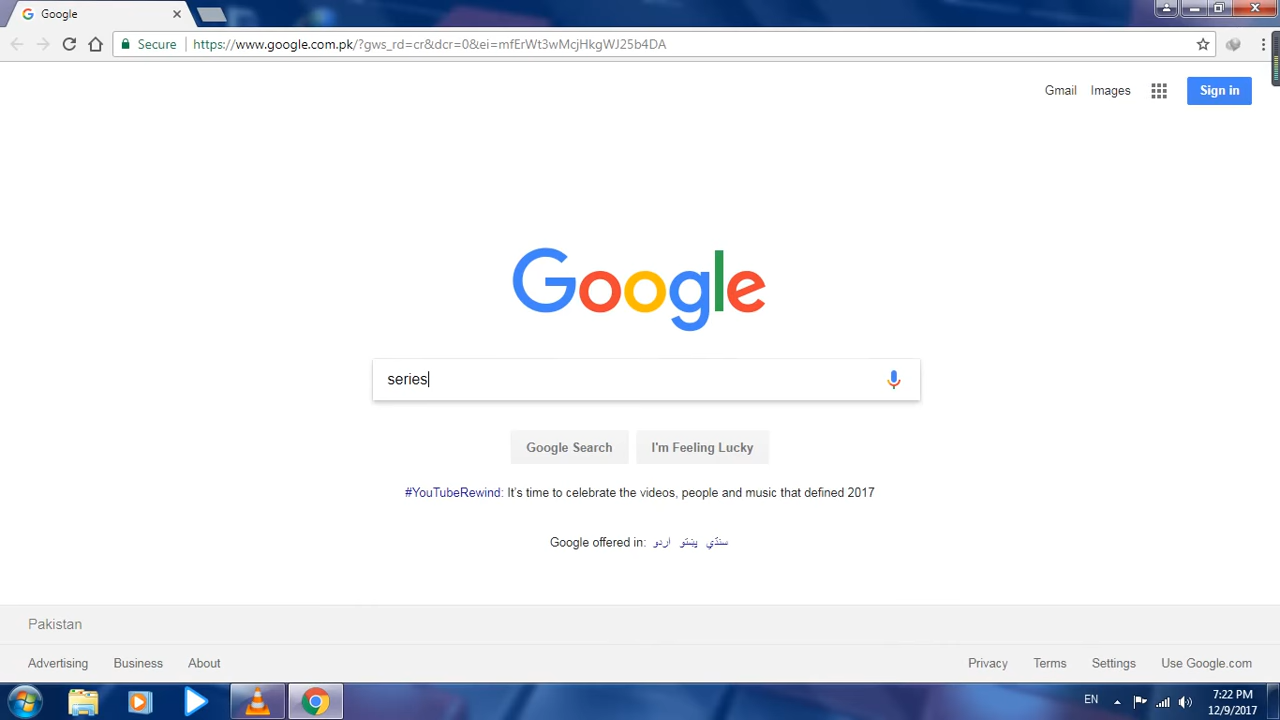 Google
Secure https://www.google.com.pk/?gws_rd=cr&dcr=0&ei=mfErWt3wMcjHkgWJ25b4DA
Gmail Images Sign in
Google
series
Google Search I'm Feeling Lucky
#YouTubeRewind: It's time to celebrate the videos, people and music that defined 2017
Google offered in: اردو پښتو سنڌي
Pakistan
Advertising Business About Privacy Terms Settings Use Google.com
EN 7:22 PM
12/9/2017